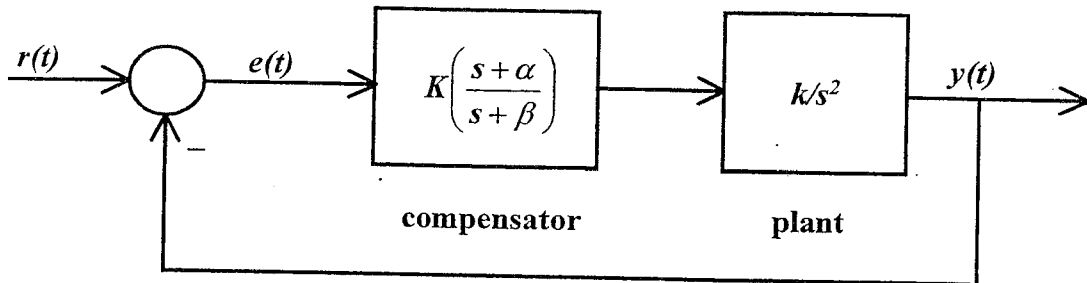 r(t)
e(t)
K((s + α)/(s + β))
k/s²
y(t)
−
compensator
plant